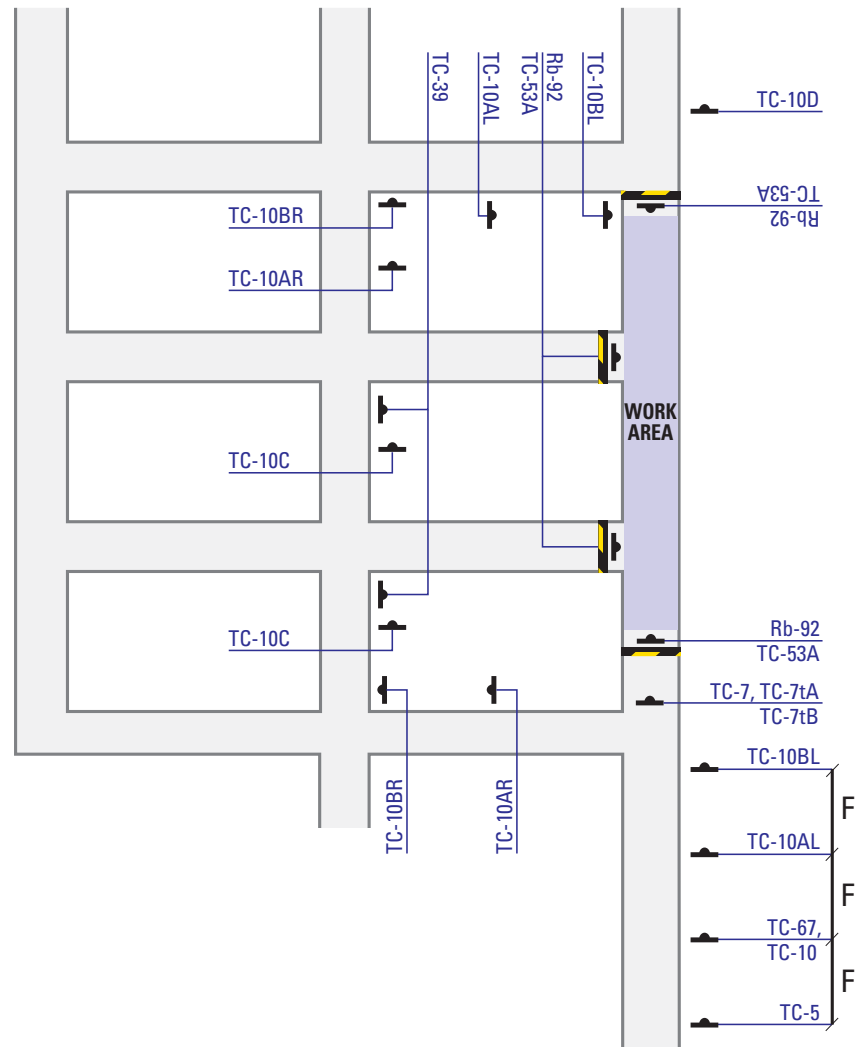 TC-39
TC-10AL
Rb-92
TC-53A
TC-10BL
TC-10D
TC-10BR
Rb-92
TC-53A
TC-10AR
WORK
AREA
TC-10C
TC-10C
Rb-92
TC-53A
TC-7, TC-7tA
TC-7tB
TC-10BL
TC-10BR
TC-10AR
F
TC-10AL
F
TC-67,
TC-10
F
TC-5